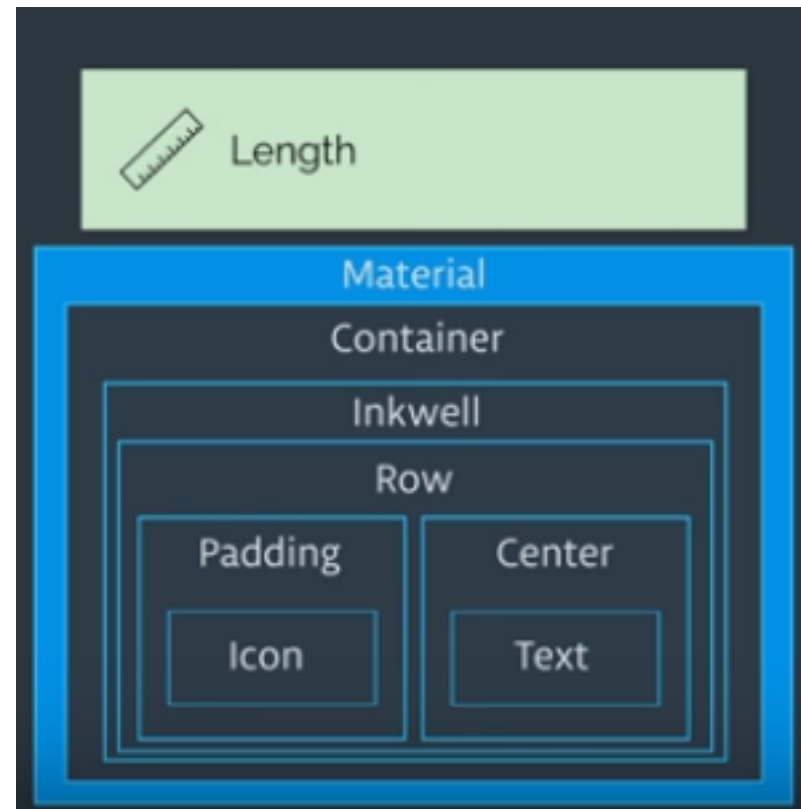 Length
Material
Container
Inkwell
Row
Padding Center
Icon Text